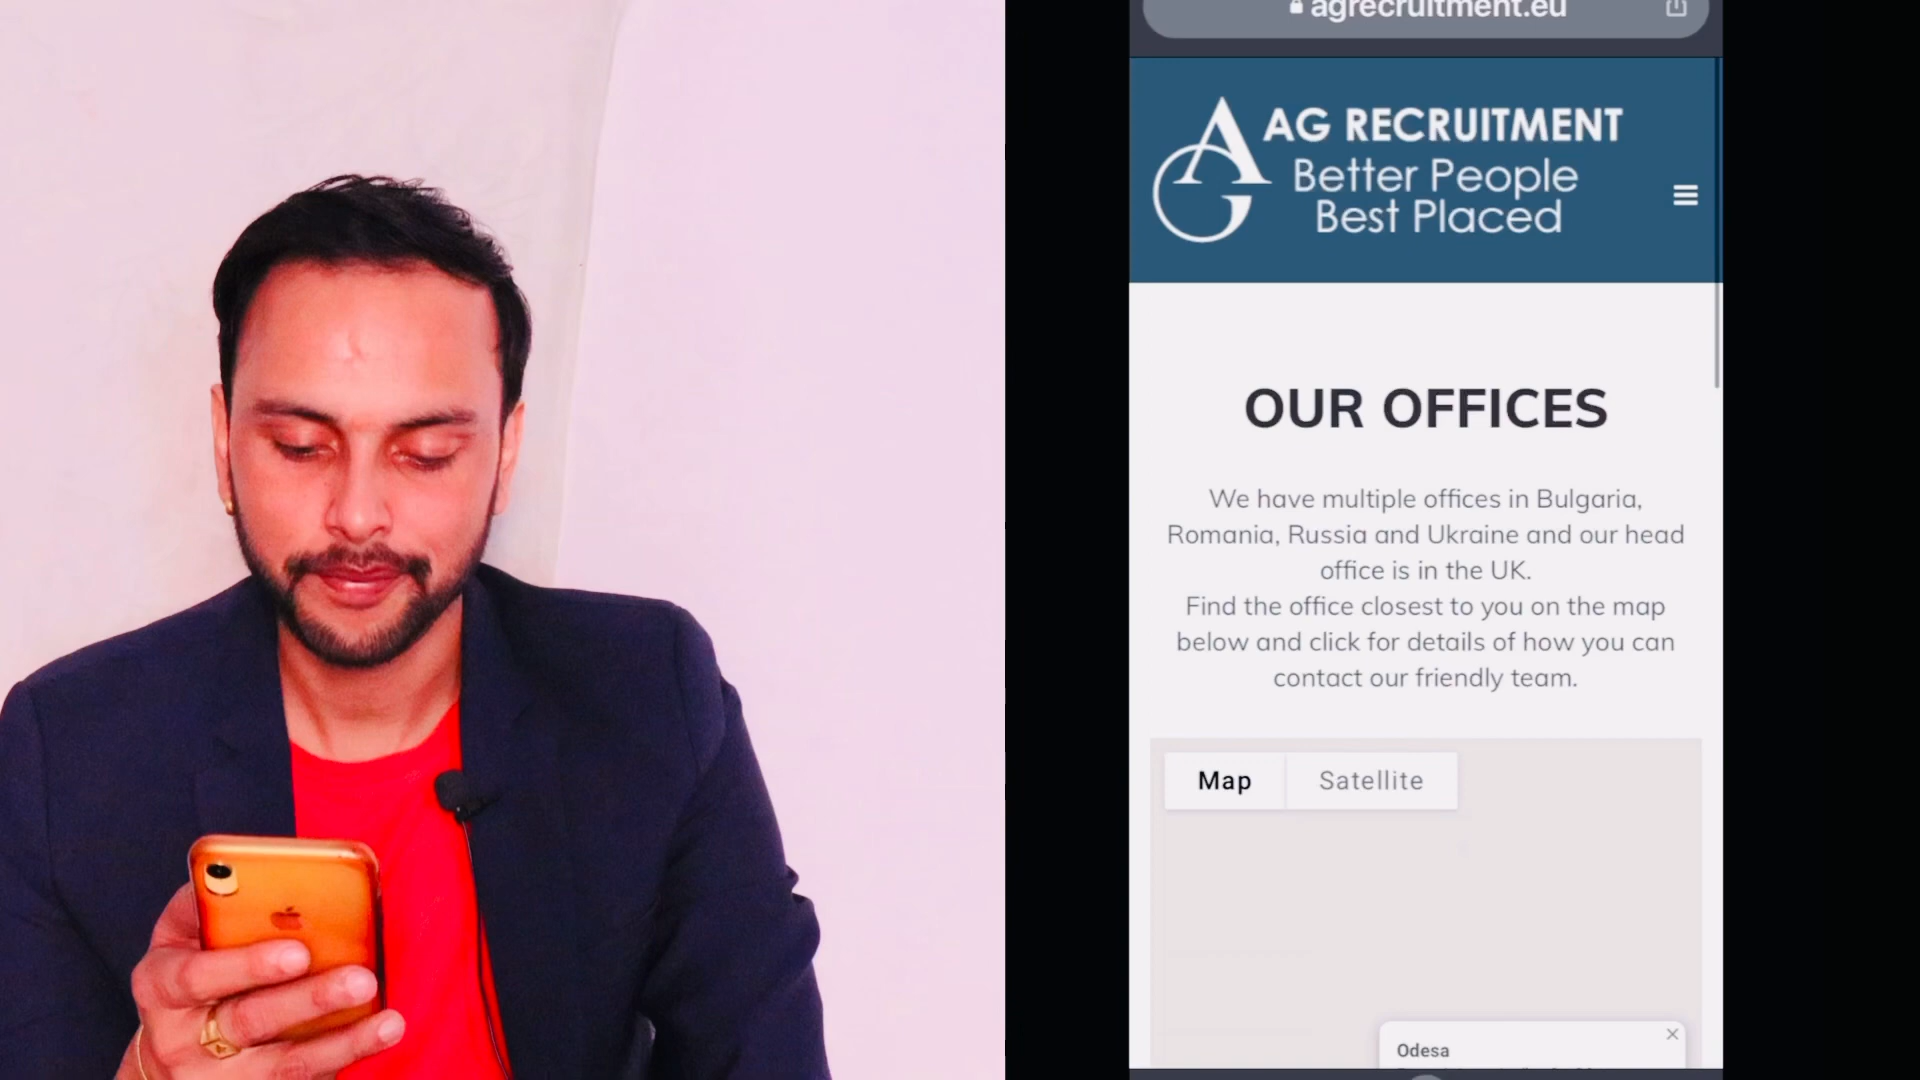 agrecruitment.eu
AG RECRUITMENT
Better People
Best Placed
OUR OFFICES
We have multiple offices in Bulgaria,
Romania, Russia and Ukraine and our head
office is in the UK.
Find the office closest to you on the map
below and click for details of how you can
contact our friendly team.
Map Satellite
Odesa